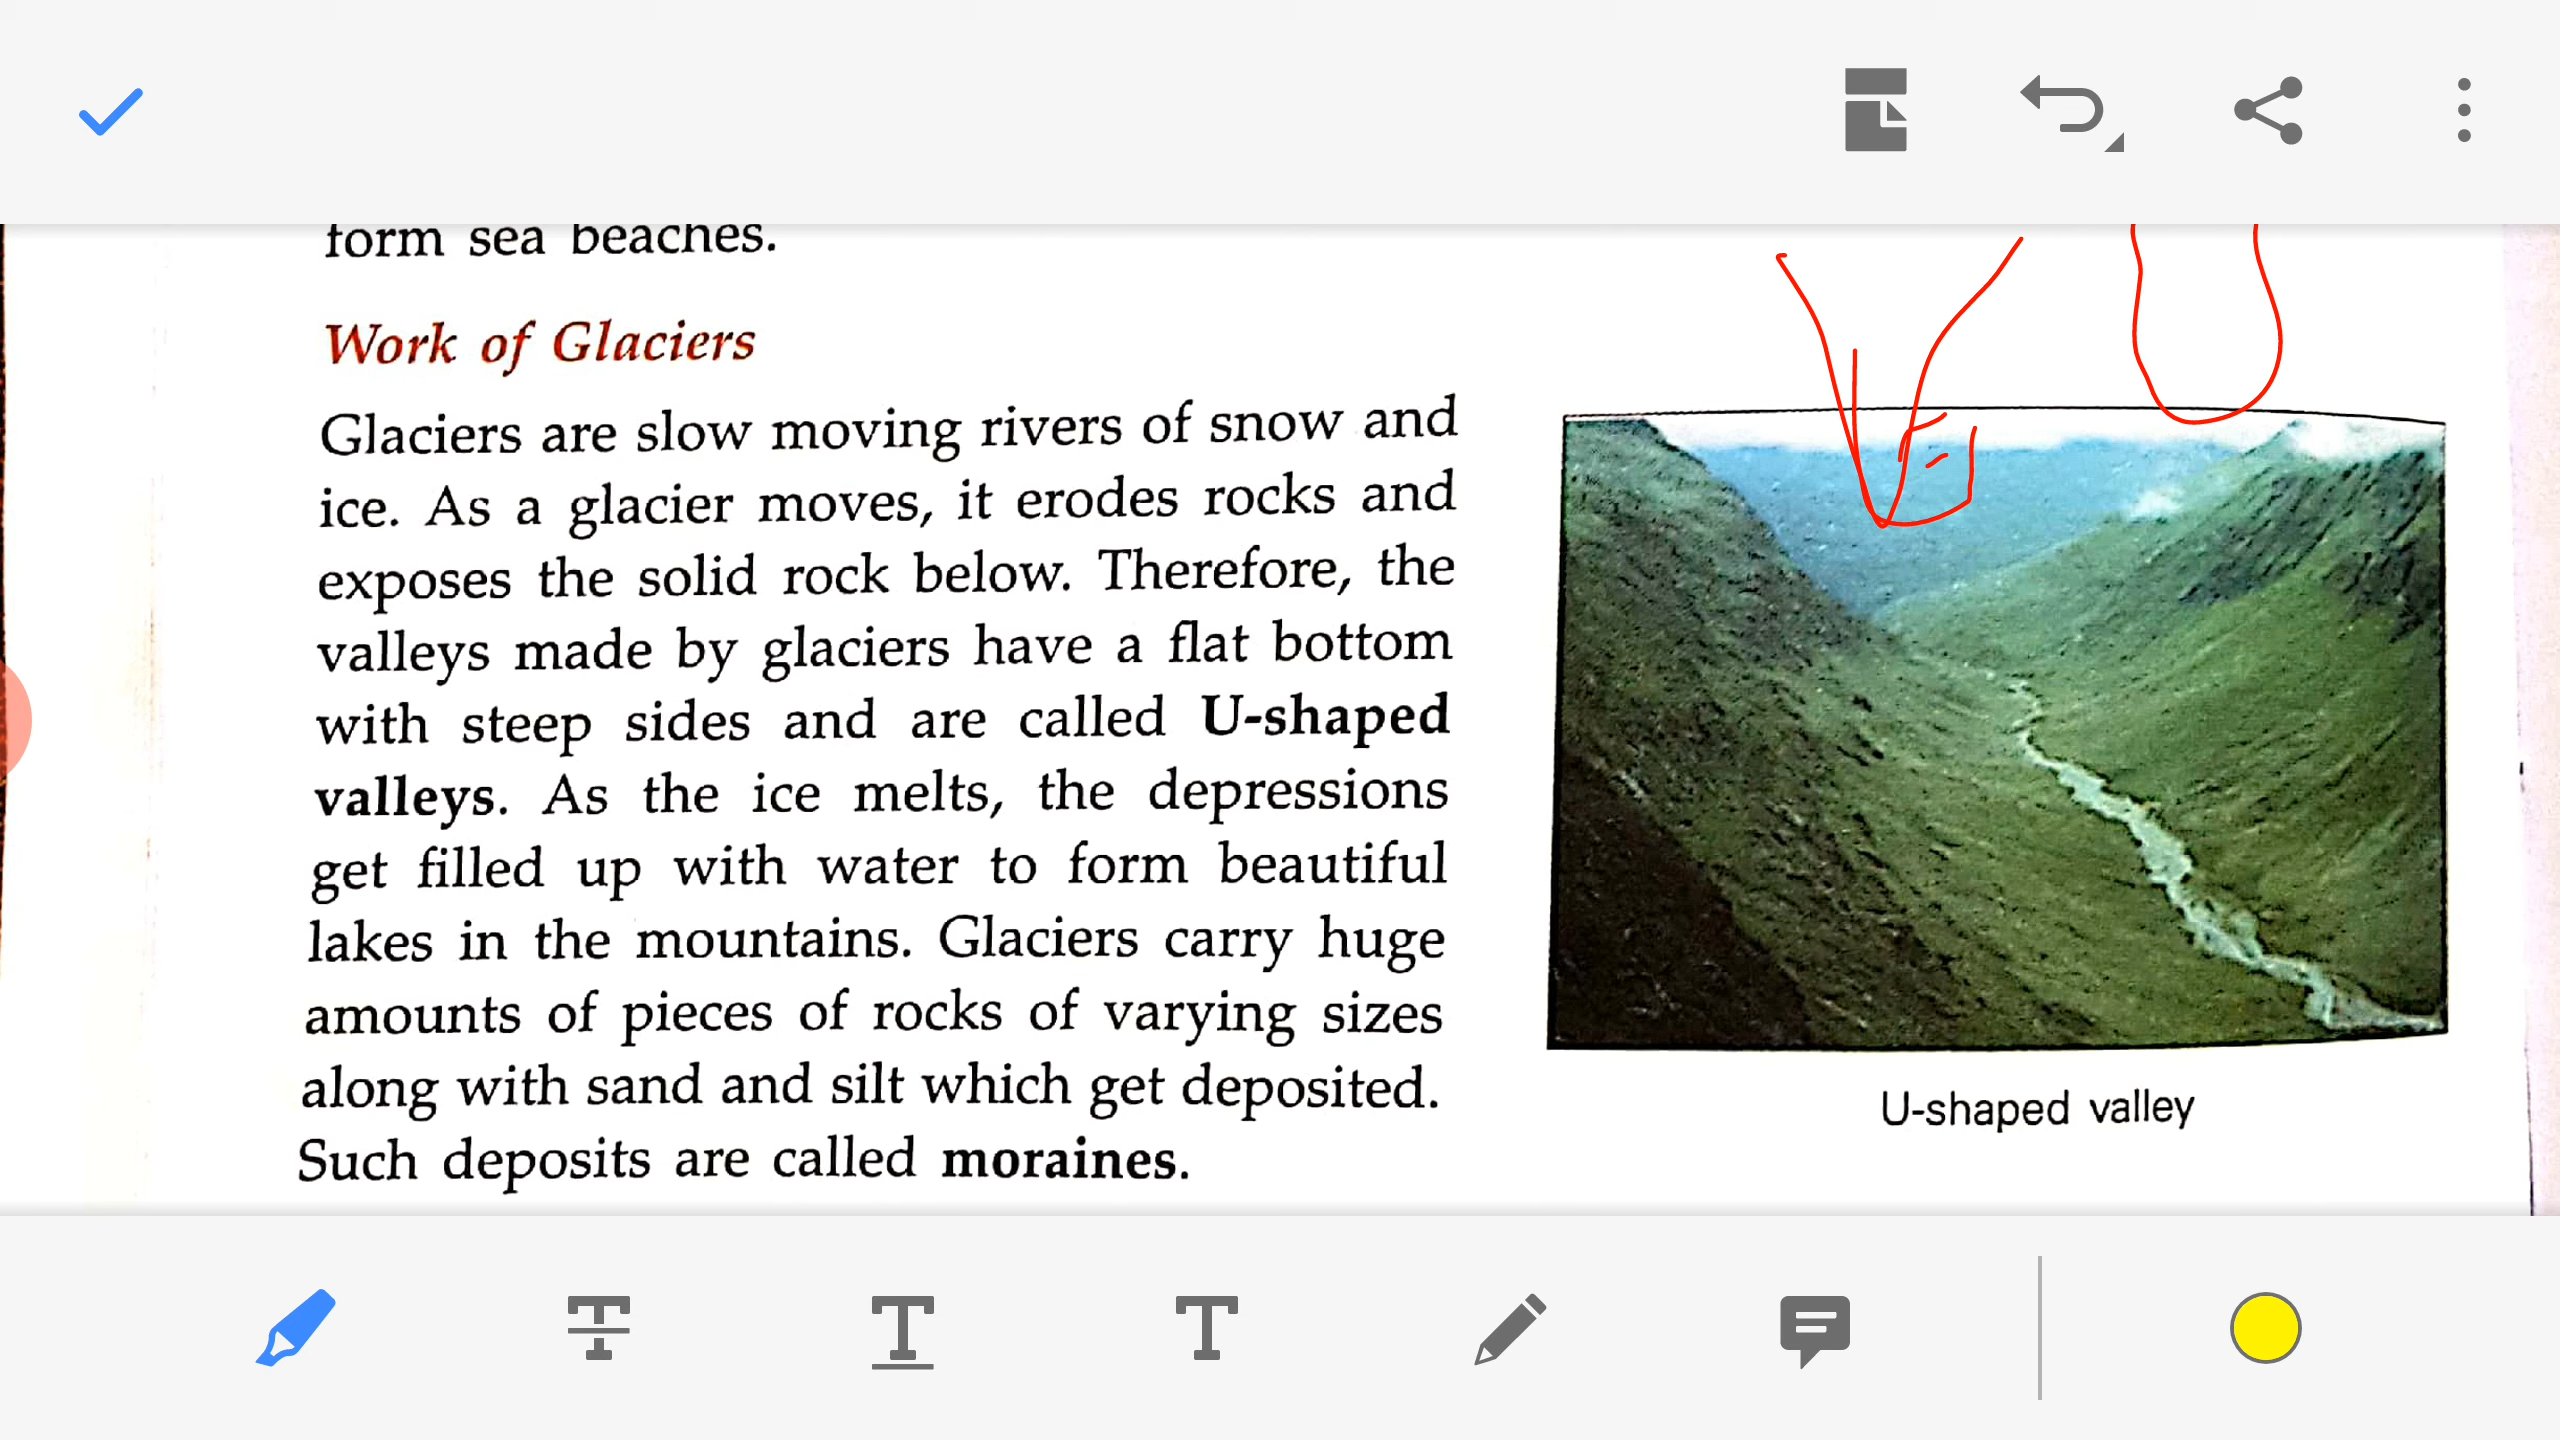 form sea beaches.
Work of Glaciers
Glaciers are slow moving rivers of snow and
ice. As a glacier moves, it erodes rocks and
exposes the solid rock below. Therefore, the
valleys made by glaciers have a flat bottom
with steep sides and are called U-shaped
valleys. As the ice melts, the depressions
get filled up with water to form beautiful
lakes in the mountains. Glaciers carry huge
amounts of pieces of rocks of varying sizes
along with sand and silt which get deposited.
Such deposits are called moraines.
U-shaped valley